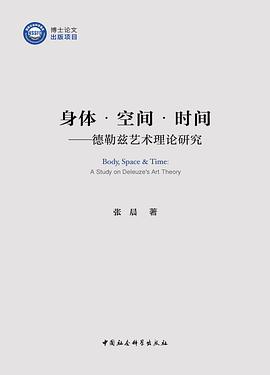 博士论文
出版项目
身体·空间·时间
——德勒兹艺术理论研究
Body, Space & Time:
A Study on Deleuze's Art Theory
张晨 著
中国社会科学出版社